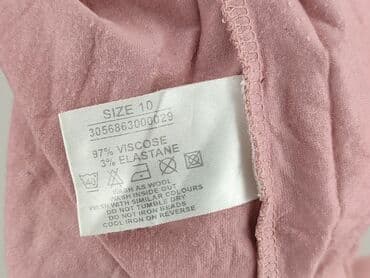 SIZE 10
3056863000029
97% VISCOSE
3% ELASTANE
WASH AS WOOL
WASH INSIDE OUT
WASH WITH SIMILAR COLOURS
DO NOT TUMBLE DRY
DO NOT IRON BEADS
COOL IRON ON REVERSE